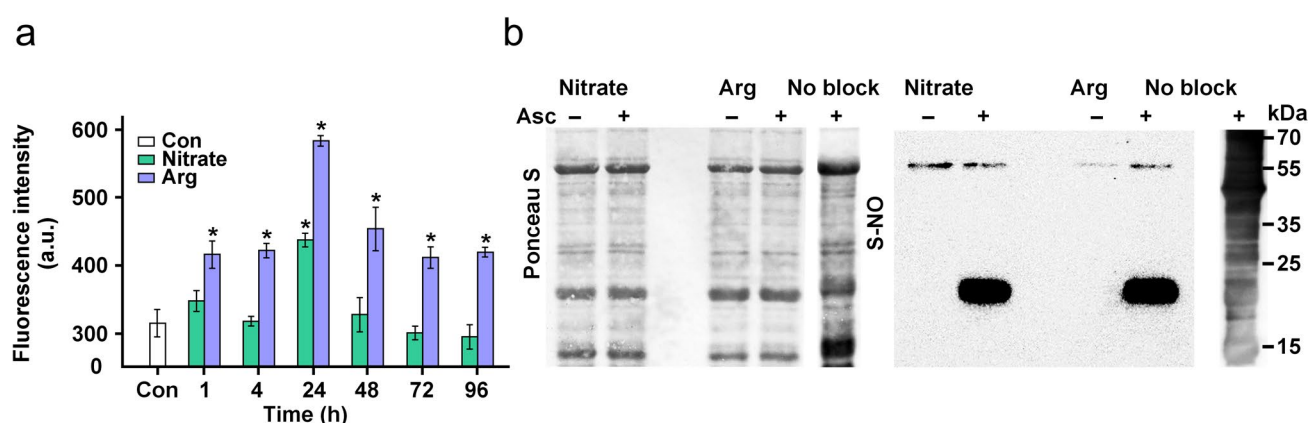 a
Fluorescence intensity
(a.u.)
600
500
400
300
0
Con
Nitrate
Arg
* * * * * * *
Con 1 4 24 48 72 96
Time (h)
b
Nitrate Arg No block Nitrate Arg No block
Asc – + – + + – + – + + kDa
Ponceau S
S-NO
70
55
35
25
15